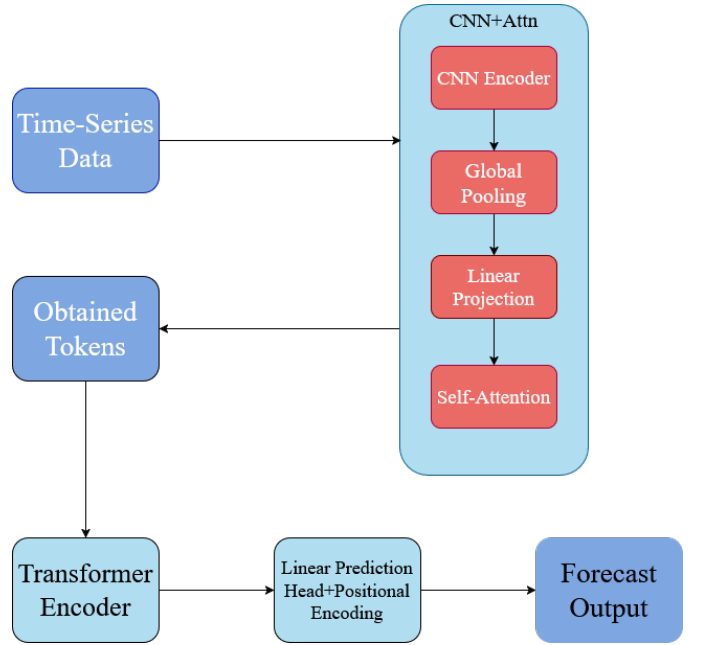 CNN+Attn
CNN Encoder
Time-Series
Data
Global
Pooling
Linear
Projection
Obtained
Tokens
Self-Attention
Transformer
Encoder
Linear Prediction
Head+Positional
Encoding
Forecast
Output